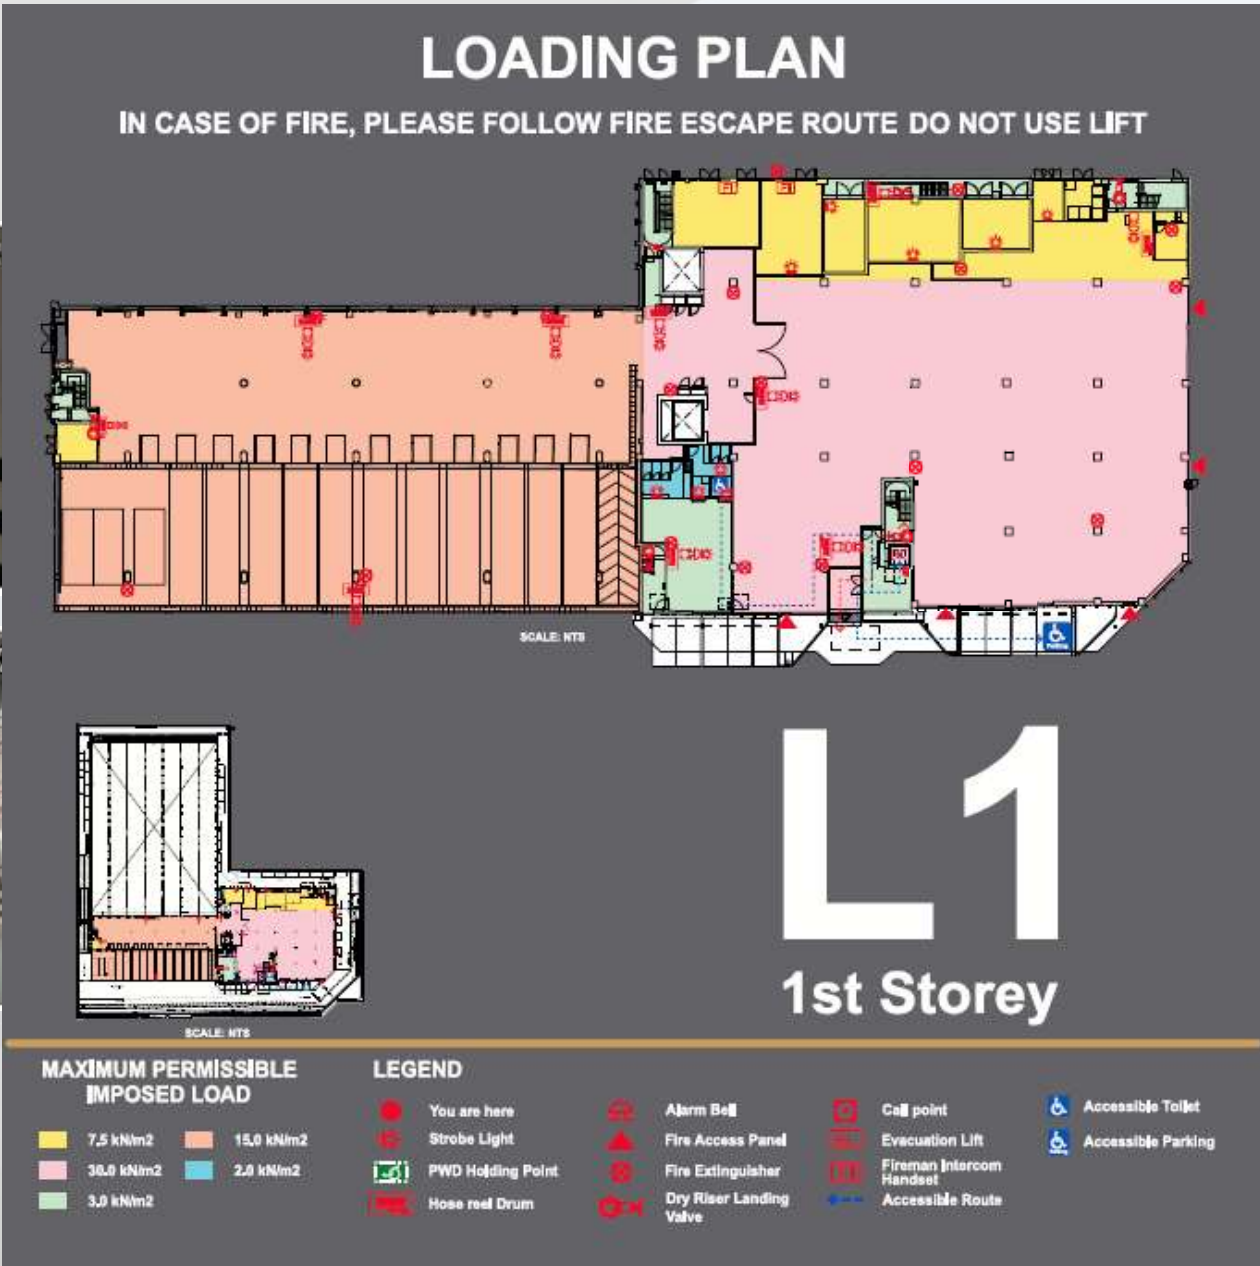 LOADING PLAN
IN CASE OF FIRE, PLEASE FOLLOW FIRE ESCAPE ROUTE DO NOT USE LIFT
SCALE: NTS
L1
1st Storey
SCALE: NTS
MAXIMUM PERMISSIBLE
IMPOSED LOAD
7.5 kN/m2
15.0 kN/m2
30.0 kN/m2
2.0 kN/m2
3.0 kN/m2
LEGEND
You are here
Strobe Light
PWD Holding Point
Hose reel Drum
Alarm Bell
Fire Access Panel
Fire Extinguisher
Dry Riser Landing
Valve
Call point
Evacuation Lift
Fireman Intercom
Handset
Accessible Route
Accessible Toilet
Accessible Parking